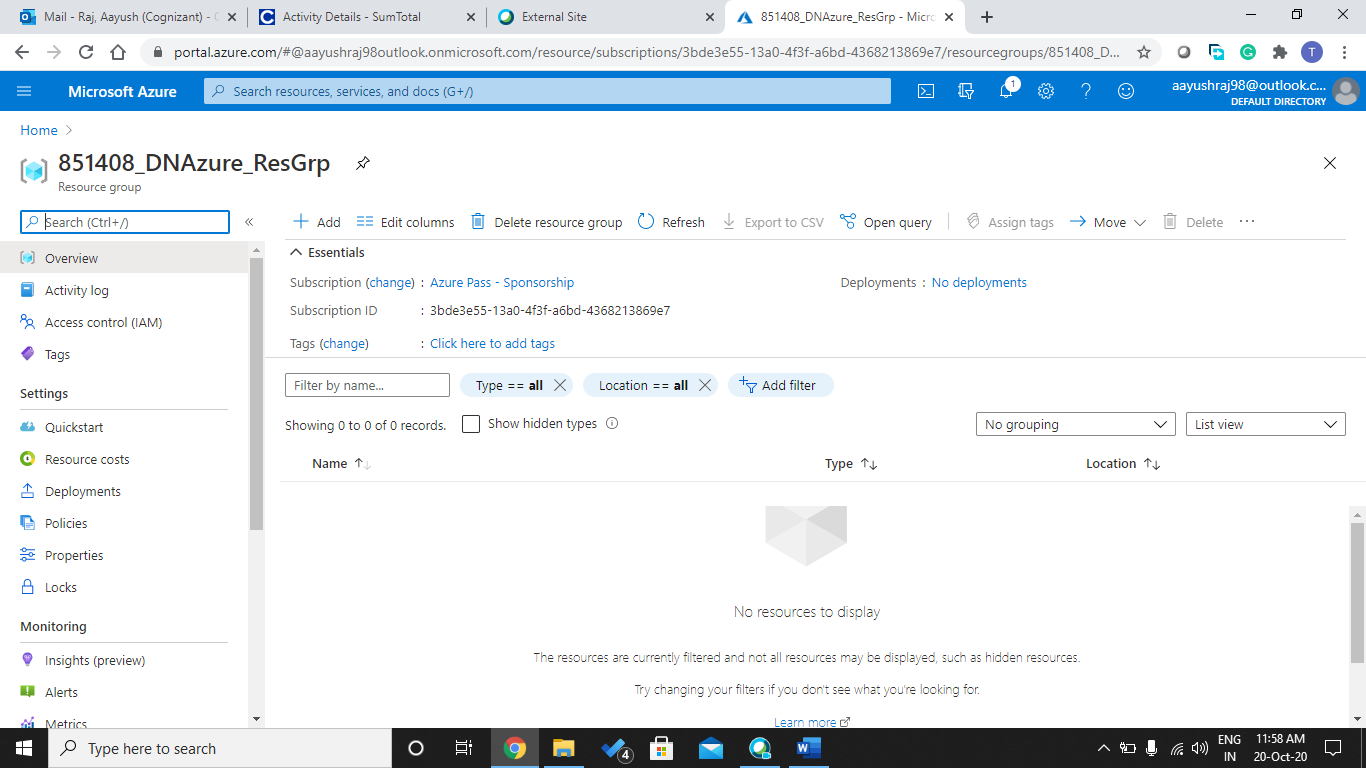 Mail - Raj, Aayush (Cognizant) -
Activity Details - SumTotal
External Site
851408_DNAzure_ResGrp - Micro
portal.azure.com/#@aayushraj98outlook.onmicrosoft.com/resource/subscriptions/3bde3e55-13a0-4f3f-a6bd-4368213869e7/resourcegroups/851408_D...
T
Microsoft Azure
Search resources, services, and docs (G+/)
1
aayushraj98@outlook.c...
DEFAULT DIRECTORY
Home
851408_DNAzure_ResGrp
Resource group
Search (Ctrl+/)
«
Add
Edit columns
Delete resource group
Refresh
Export to CSV
Open query
Assign tags
Move
Delete
...
Overview
Activity log
Access control (IAM)
Tags
Settings
Quickstart
Resource costs
Deployments
Policies
Properties
Locks
Monitoring
Insights (preview)
Alerts
Metrics
Essentials
Subscription (change) : Azure Pass - Sponsorship
Deployments : No deployments
Subscription ID : 3bde3e55-13a0-4f3f-a6bd-4368213869e7
Tags (change) : Click here to add tags
Filter by name...
Type == all
Location == all
Add filter
Showing 0 to 0 of 0 records.
Show hidden types
No grouping
List view
Name
Type
Location
No resources to display
The resources are currently filtered and not all resources may be displayed, such as hidden resources.
Try changing your filters if you don't see what you're looking for.
Learn more
Type here to search
4
ENG
IN
11:58 AM
20-Oct-20